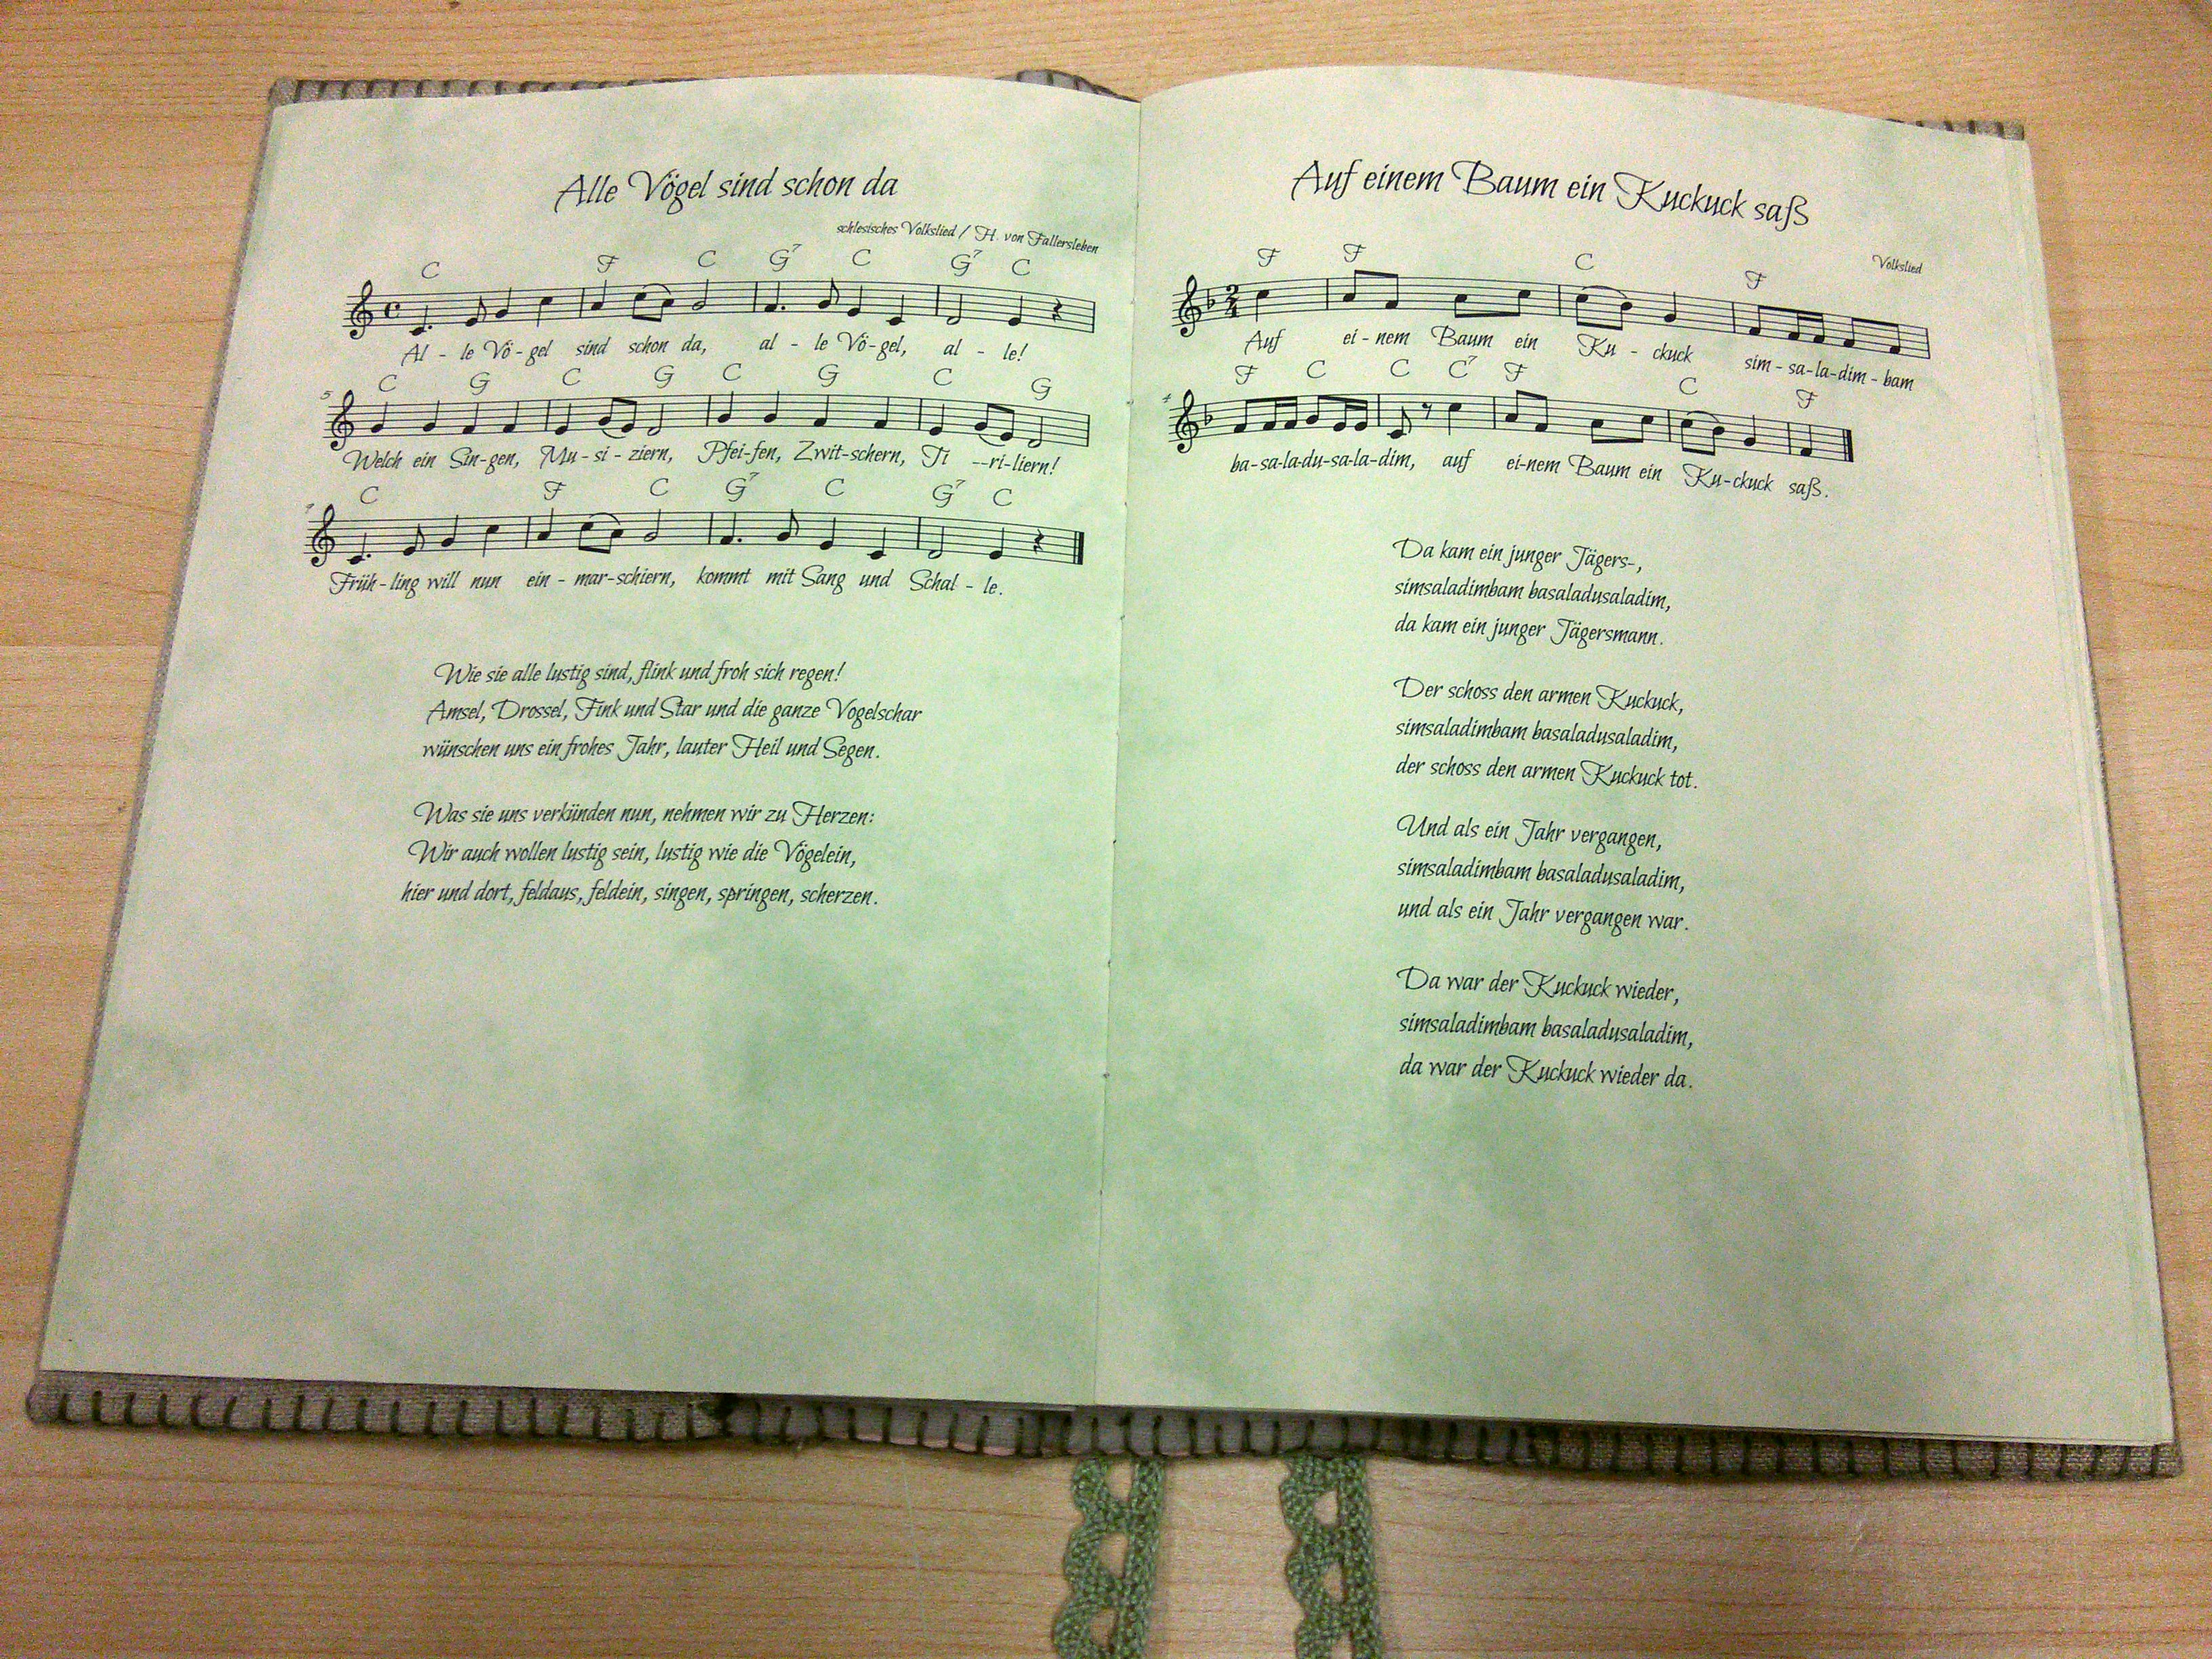 Alle Vögel sind schon da
schlesisches Volkslied / H. von Fallersleben
C F C G7 C G7 C
Al - le Vö - gel sind schon da, al - le Vö - gel, al - le!
5
C G C G C G C G
Welch ein Sin - gen, Mu - si - ziern, Pfei - fen, Zwit - schern, Ti --ri - liern!
C F C G7 C G7 C
Früh - ling will nun ein - mar - schiern, kommt mit Sang und Schal - le.
Wie sie alle lustig sind, flink und froh sich regen!
Amsel, Drossel, Fink und Star und die ganze Vogelschar
wünschen uns ein frohes Jahr, lauter Heil und Segen.
Was sie uns verkünden nun, nehmen wir zu Herzen:
Wir auch wollen lustig sein, lustig wie die Vögelein,
hier und dort, feldaus, feldein, singen, springen, scherzen.
Auf einem Baum ein Kuckuck saß
Volkslied
F F C F
2
4
Auf ei - nem Baum ein Ku - ckuck sim - sa - la - dim - bam
4
F C C C7 F C F
ba - sa - la - du - sa - la - dim, auf ei - nem Baum ein Ku - ckuck saß.
Da kam ein junger Jägers-,
simsaladimbam basaladusaladim,
da kam ein junger Jägersmann.
Der schoss den armen Kuckuck,
simsaladimbam basaladusaladim,
der schoss den armen Kuckuck tot.
Und als ein Jahr vergangen,
simsaladimbam basaladusaladim,
und als ein Jahr vergangen war.
Da war der Kuckuck wieder,
simsaladimbam basaladusaladim,
da war der Kuckuck wieder da.